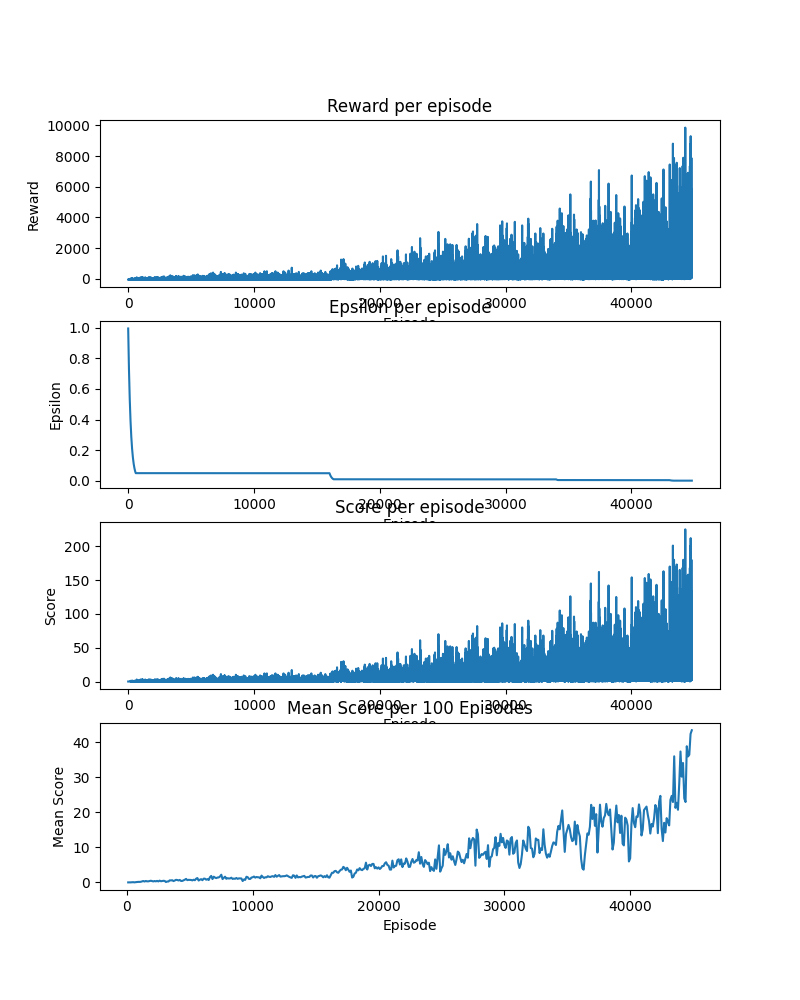 Reward per episode
10000
8000
6000
4000
2000
0
Reward
0 10000 20000 30000 40000
Episode
Epsilon per episode
1.0
0.8
0.6
0.4
0.2
0.0
Epsilon
0 10000 20000 30000 40000
Episode
Score per episode
200
150
100
50
0
Score
0 10000 20000 30000 40000
Episode
Mean Score per 100 Episodes
40
30
20
10
0
Mean Score
0 10000 20000 30000 40000
Episode